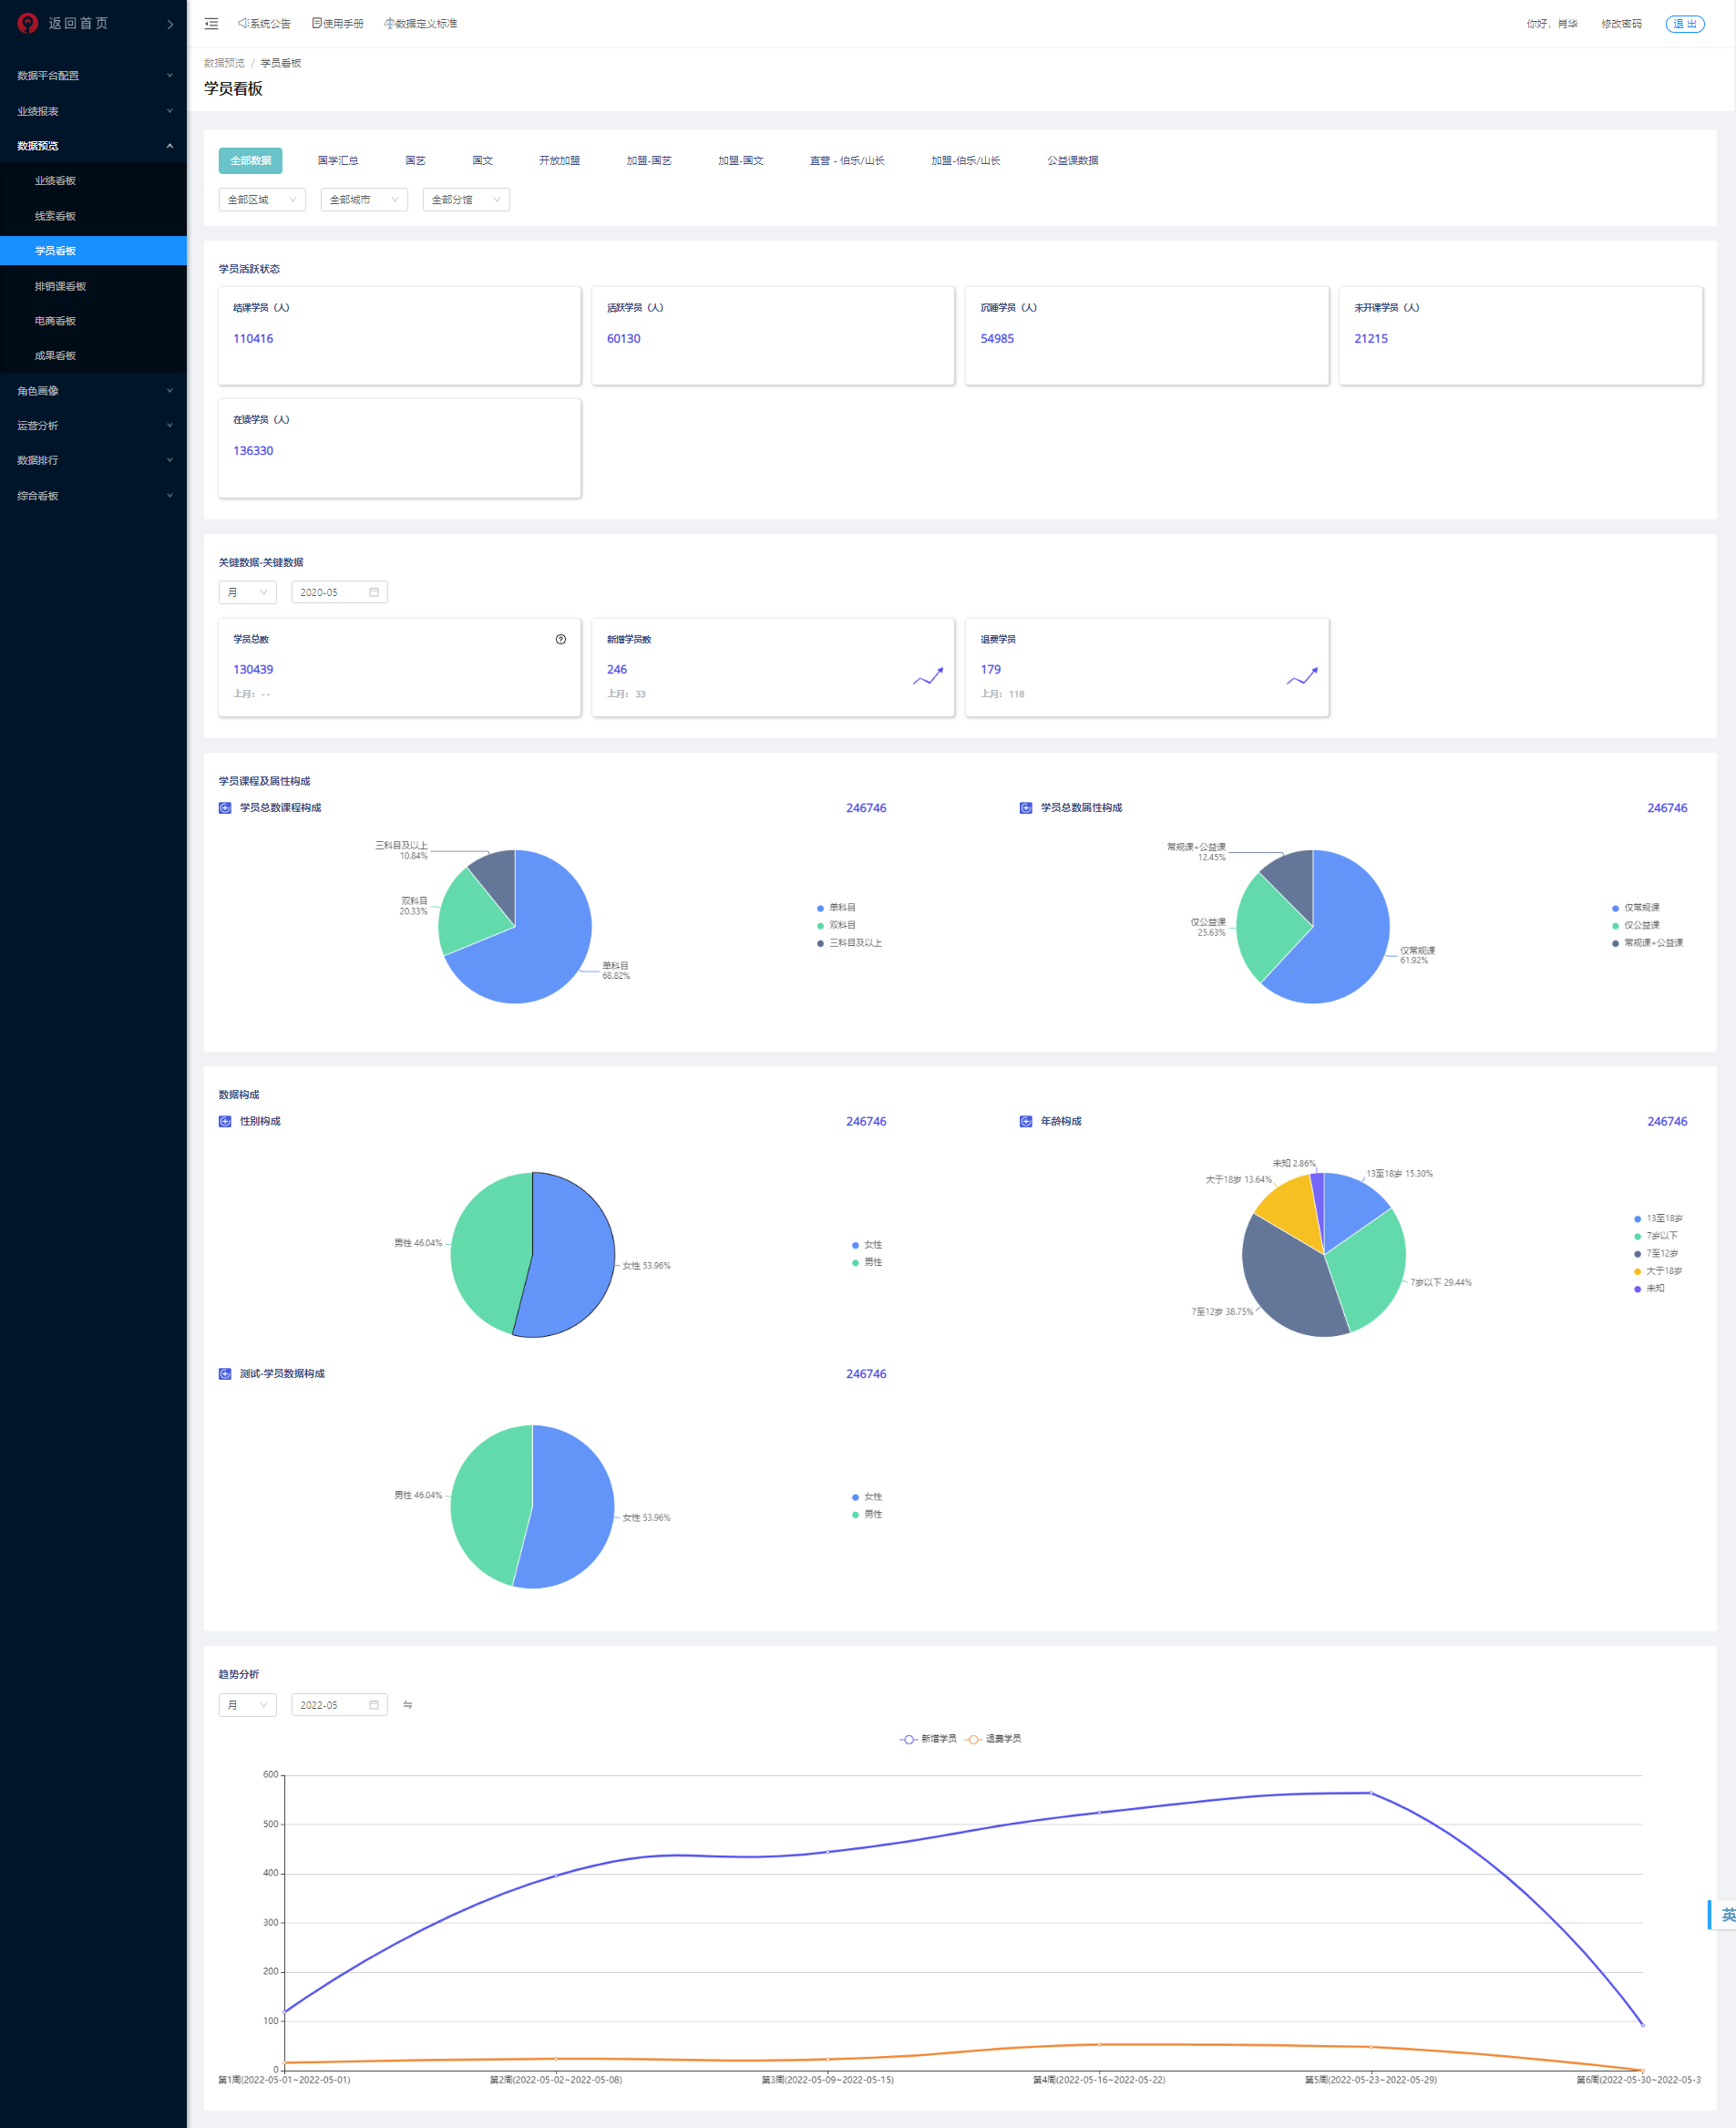 返回首页
系统公告 使用手册 数据定义标准 你好, 肖华 修改密码 退 出
数据平台配置
业绩报表
数据预览
业绩看板
线索看板
学员看板
排销课看板
电商看板
成果看板
角色画像
运营分析
数据排行
综合看板
数据预览 / 学员看板
学员看板
全部数据 国学汇总 国艺 国文 开放加盟 加盟-国艺 加盟-国文 直营 - 伯乐/山长 加盟-伯乐/山长 公益课数据
全部区域 全部城市 全部分馆
学员活跃状态
结课学员（人） 活跃学员（人） 沉睡学员（人） 未开课学员（人）
110416 60130 54985 21215
在读学员（人）
136330
关键数据-关键数据
月 2020-05
学员总数 新增学员数 退费学员
130439 246 179
上月: -- 上月: 33 上月: 118
学员课程及属性构成
学员总数课程构成 246746
三科目及以上
10.84%
双科目
20.33%
单科目
68.82%
单科目
双科目
三科目及以上
学员总数属性构成 246746
常规课+公益课
12.45%
仅公益课
25.63%
仅常规课
61.92%
仅常规课
仅公益课
常规课+公益课
数据构成
性别构成 246746
男性 46.04%
女性 53.96%
女性
男性
年龄构成 246746
未知 2.86%
13至18岁 15.30%
大于18岁 13.64%
7岁以下 29.44%
7至12岁 38.75%
13至18岁
7岁以下
7至12岁
大于18岁
未知
测试-学员数据构成 246746
男性 46.04%
女性 53.96%
女性
男性
趋势分析
月 2022-05
新增学员 退费学员
600
500
400
300
200
100
0
第1周(2022-05-01~2022-05-01) 第2周(2022-05-02~2022-05-08) 第3周(2022-05-09~2022-05-15) 第4周(2022-05-16~2022-05-22) 第5周(2022-05-23~2022-05-29) 第6周(2022-05-30~2022-05-3
英